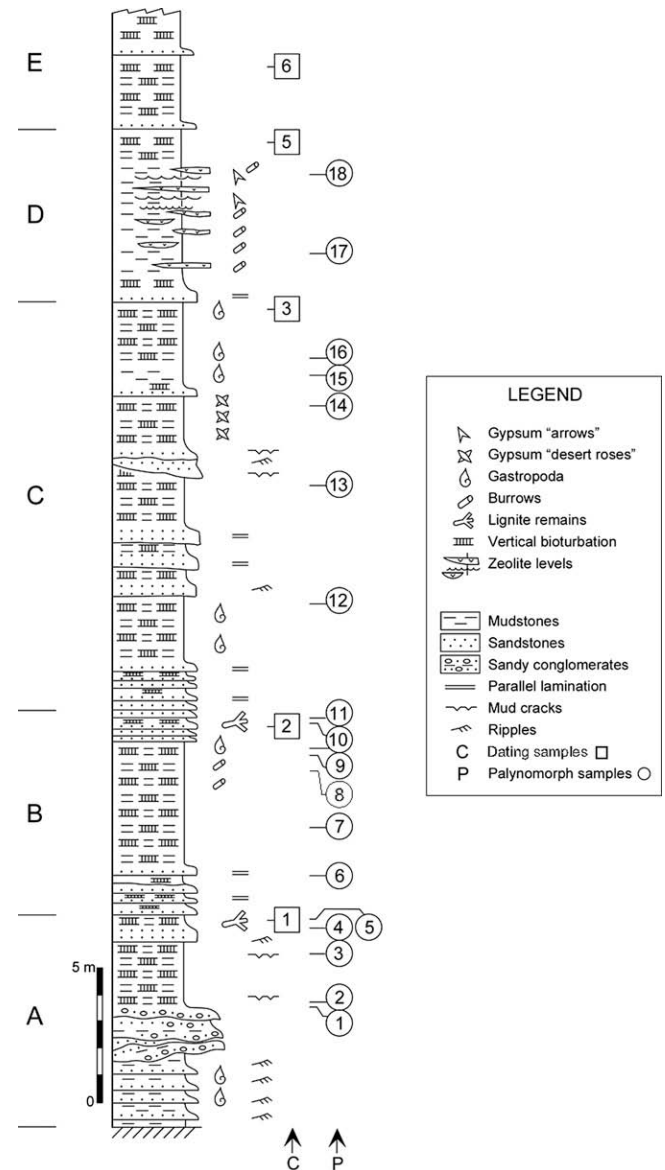 E
6
5
18
D
17
3
16
15
14
C
13
12
2
11
10
9
8
B
7
6
1
4 5
3
5 m
2
A
1
0
C P
LEGEND
Gypsum "arrows"
Gypsum "desert roses"
Gastropoda
Burrows
Lignite remains
Vertical bioturbation
Zeolite levels
Mudstones
Sandstones
Sandy conglomerates
Parallel lamination
Mud cracks
Ripples
C Dating samples
P Palynomorph samples